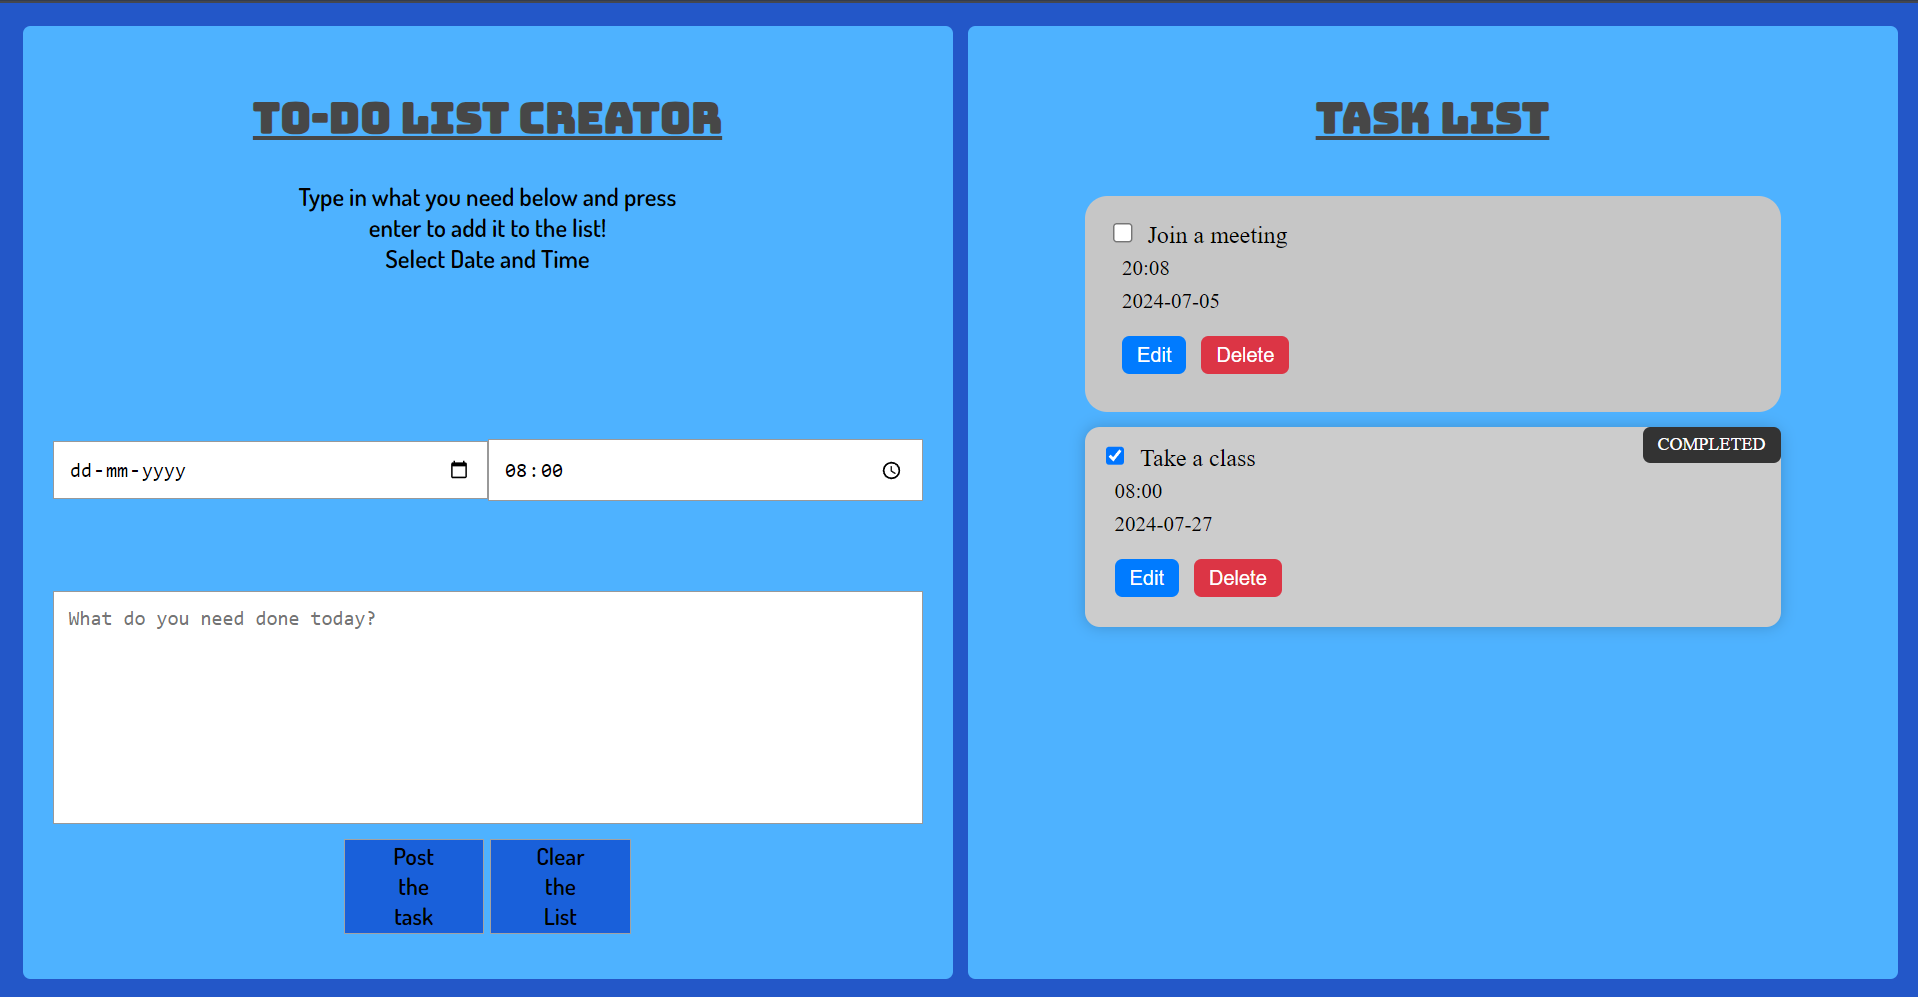 TO-DO LIST CREATOR
Type in what you need below and press
enter to add it to the list!
Select Date and Time
dd-mm-yyyy
08:00
What do you need done today?
Post
the
task
Clear
the
List
TASK LIST
Join a meeting
20:08
2024-07-05
Edit Delete
COMPLETED
Take a class
08:00
2024-07-27
Edit Delete